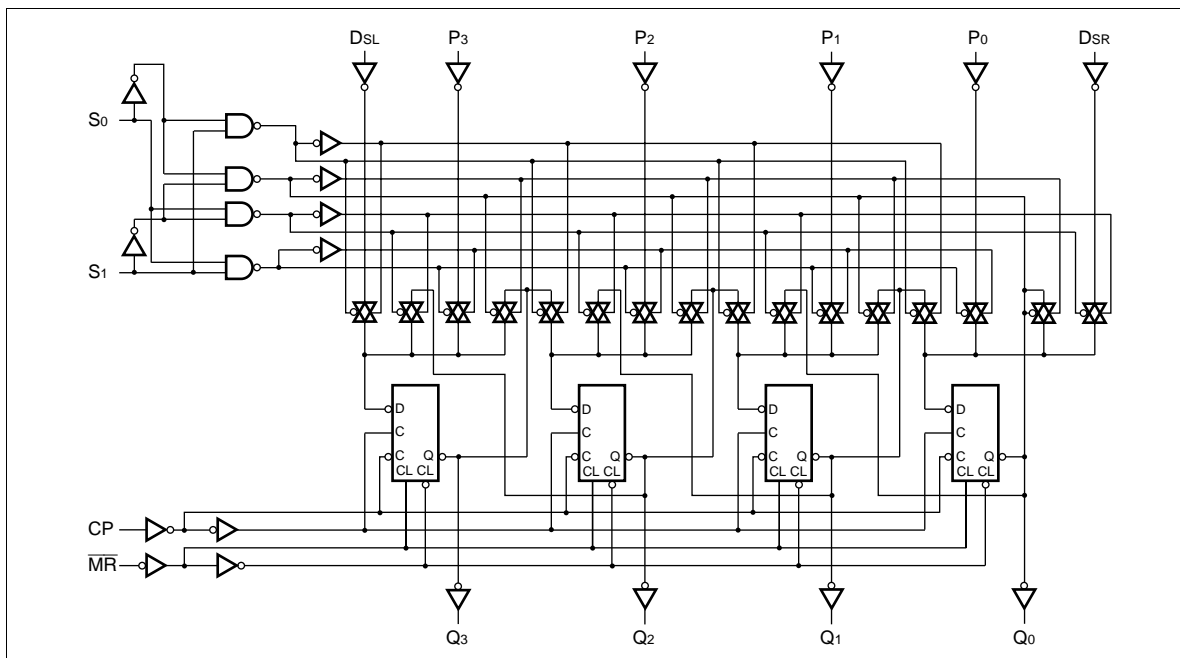 DSL P3 P2 P1 P0 DSR
S0
S1
D D D D
C C C C
C Q C Q C Q C Q
CL CL CL CL CL CL CL CL
CP
M̅R̅
Q3 Q2 Q1 Q0